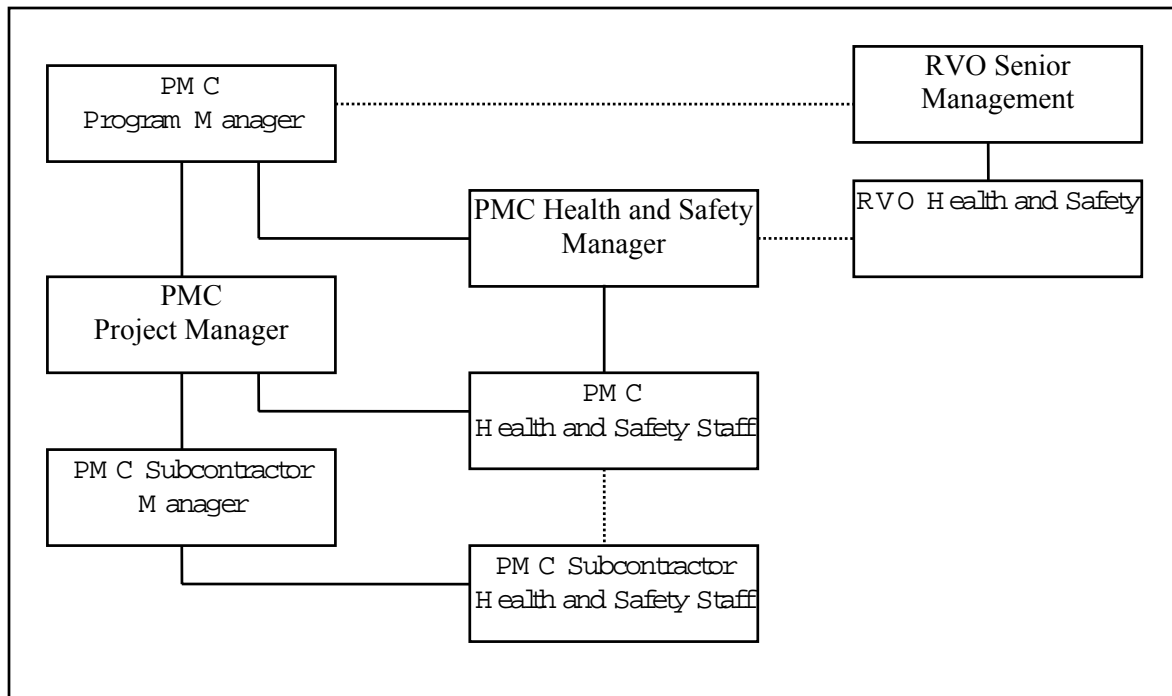 PMC
Program Manager
RVO Senior
Management
PMC Health and Safety
Manager
RVO Health and Safety
PMC
Project Manager
PMC
Health and Safety Staff
PMC Subcontractor
Manager
PMC Subcontractor
Health and Safety Staff